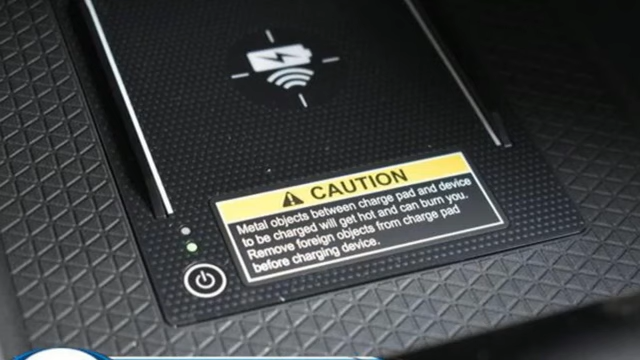 CAUTION
Metal objects between charge pad and device
to be charged will get hot and can burn you.
Remove foreign objects from charge pad
before charging device.